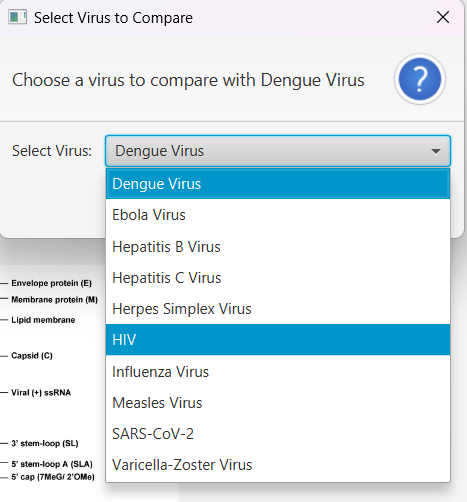 Select Virus to Compare
Choose a virus to compare with Dengue Virus
?
Select Virus: Dengue Virus
Dengue Virus
Ebola Virus
Hepatitis B Virus
Hepatitis C Virus
Herpes Simplex Virus
HIV
Influenza Virus
Measles Virus
SARS-CoV-2
Varicella-Zoster Virus
Envelope protein (E)
Membrane protein (M)
Lipid membrane
Capsid (C)
Viral (+) ssRNA
3' stem-loop (SL)
5' stem-loop A (SLA)
5' cap (7MeG/ 2'OMe)